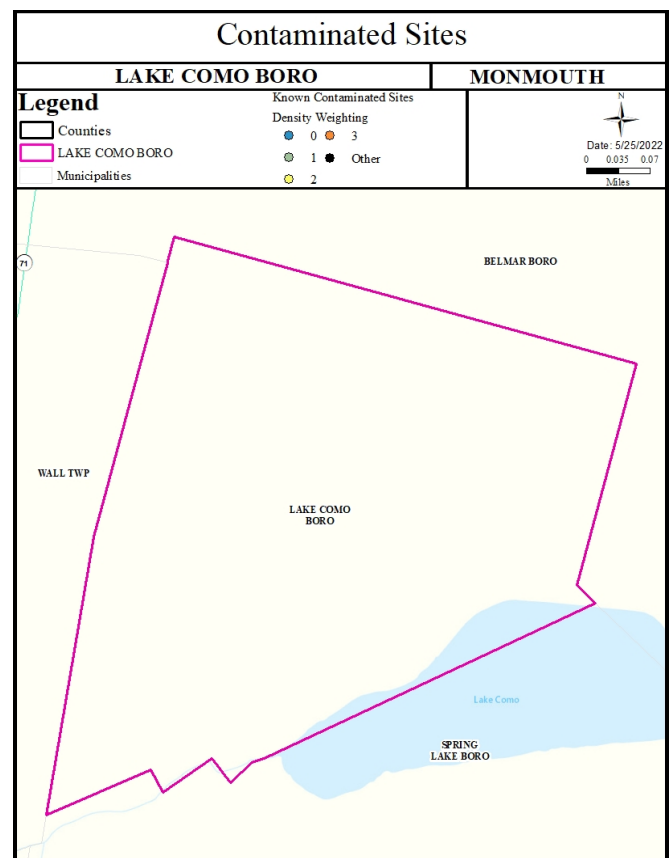 Contaminated Sites
LAKE COMO BORO
MONMOUTH
Legend
Counties
LAKE COMO BORO
Municipalities
Known Contaminated Sites
Density Weighting
0 3
1 Other
2
N
Date: 5/25/2022
0 0.035 0.07
Miles
71
BELMAR BORO
WALL TWP
LAKE COMO
BORO
Lake Como
SPRING
LAKE BORO